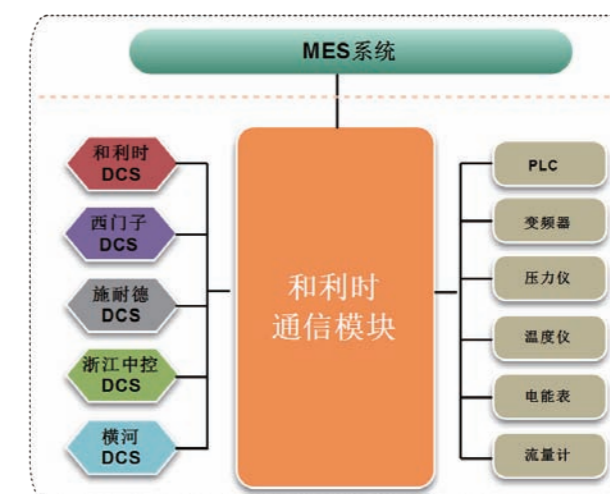 MES系统
和利时
DCS
西门子
DCS
施耐德
DCS
浙江中控
DCS
横河
DCS
和利时
通信模块
PLC
变频器
压力仪
温度仪
电能表
流量计